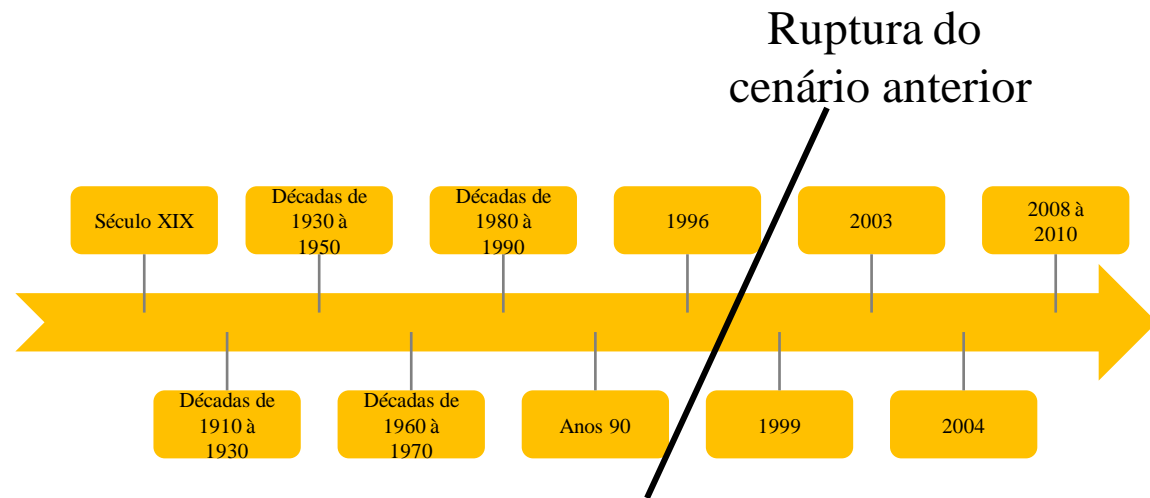 Ruptura do
cenário anterior
Século XIX
Décadas de
1930 à
1950
Décadas de
1980 à
1990
1996
2003
2008 à
2010
Décadas de
1910 à
1930
Décadas de
1960 à
1970
Anos 90
1999
2004